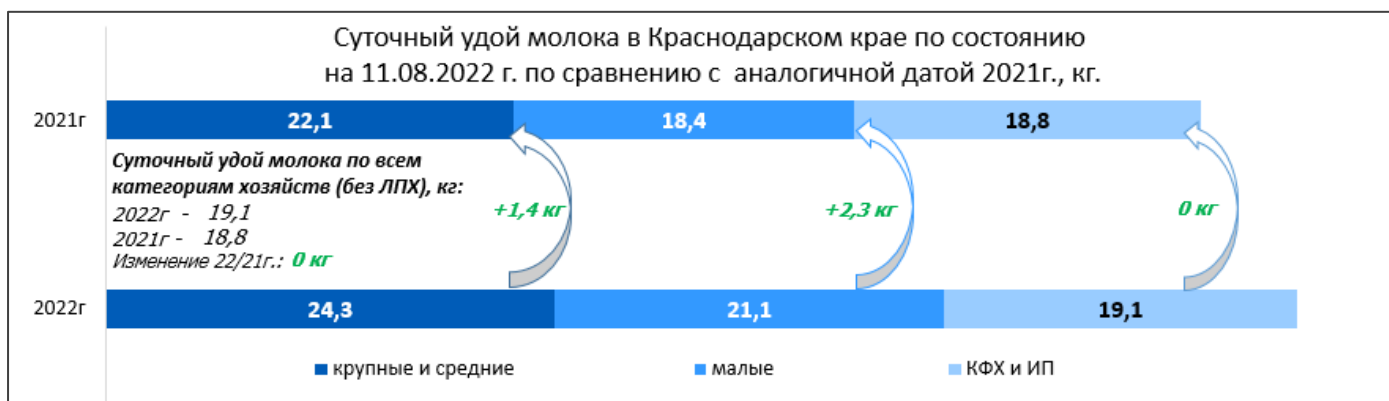 Суточный удой молока в Краснодарском крае по состоянию
на 11.08.2022 г. по сравнению с аналогичной датой 2021г., кг.
2021г
22,1
18,4
18,8
Суточный удой молока по всем
категориям хозяйств (без ЛПХ), кг:
2022г - 19,1
2021г - 18,8
Изменение 22/21г.: 0 кг
+1,4 кг
+2,3 кг
0 кг
2022г
24,3
21,1
19,1
крупные и средние
малые
КФХ и ИП